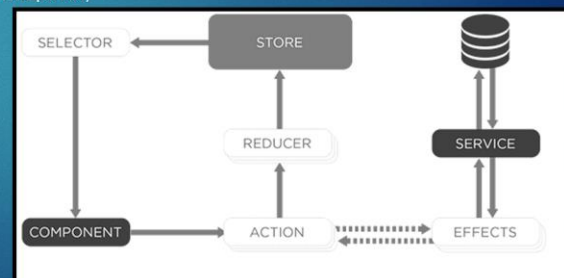 SELECTOR
STORE
REDUCER
SERVICE
COMPONENT
ACTION
EFFECTS